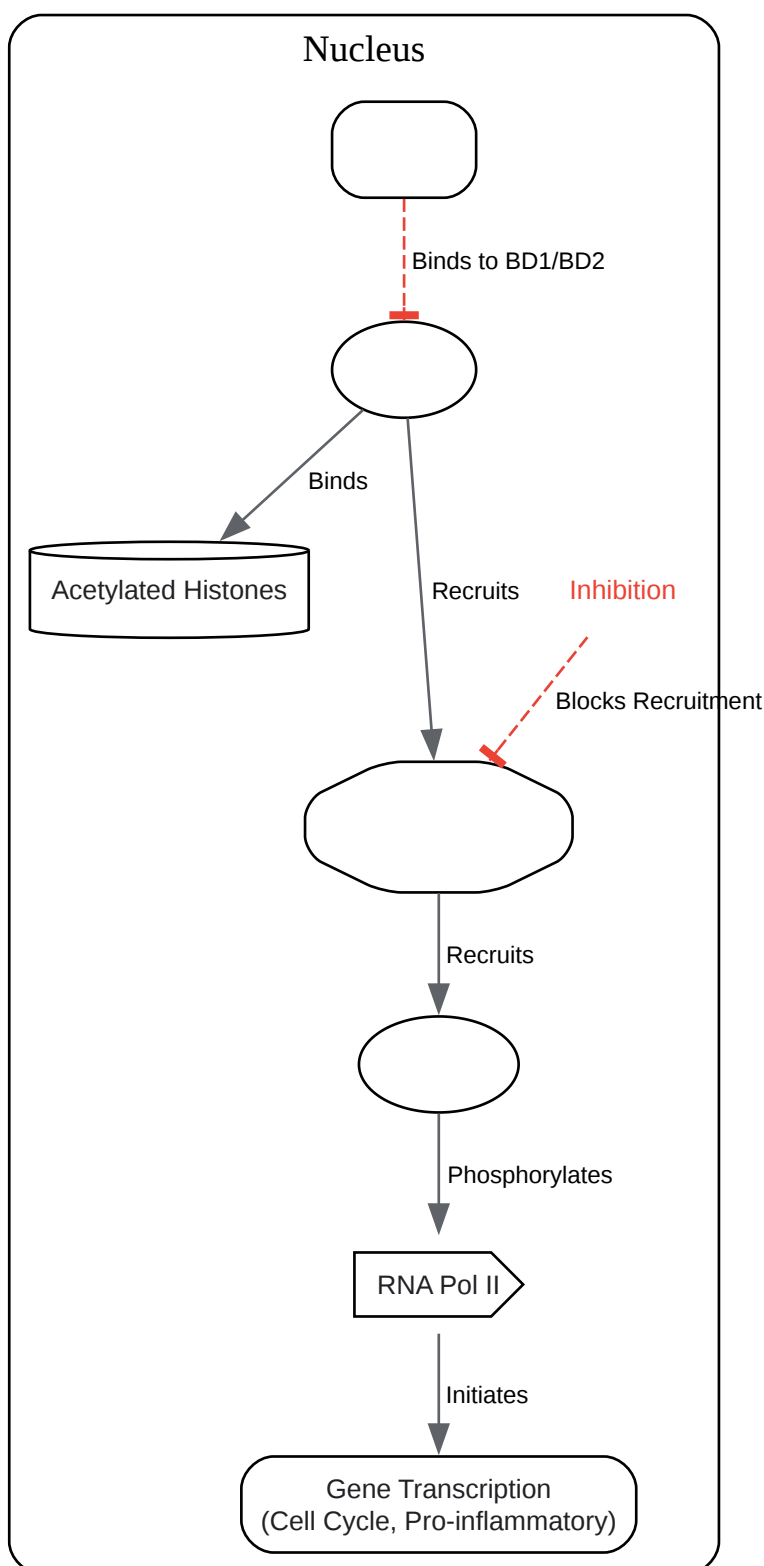 Nucleus
Binds to BD1/BD2
Binds
Acetylated Histones
Recruits
Inhibition
Blocks Recruitment
Recruits
Phosphorylates
RNA Pol II
Initiates
Gene Transcription
(Cell Cycle, Pro-inflammatory)